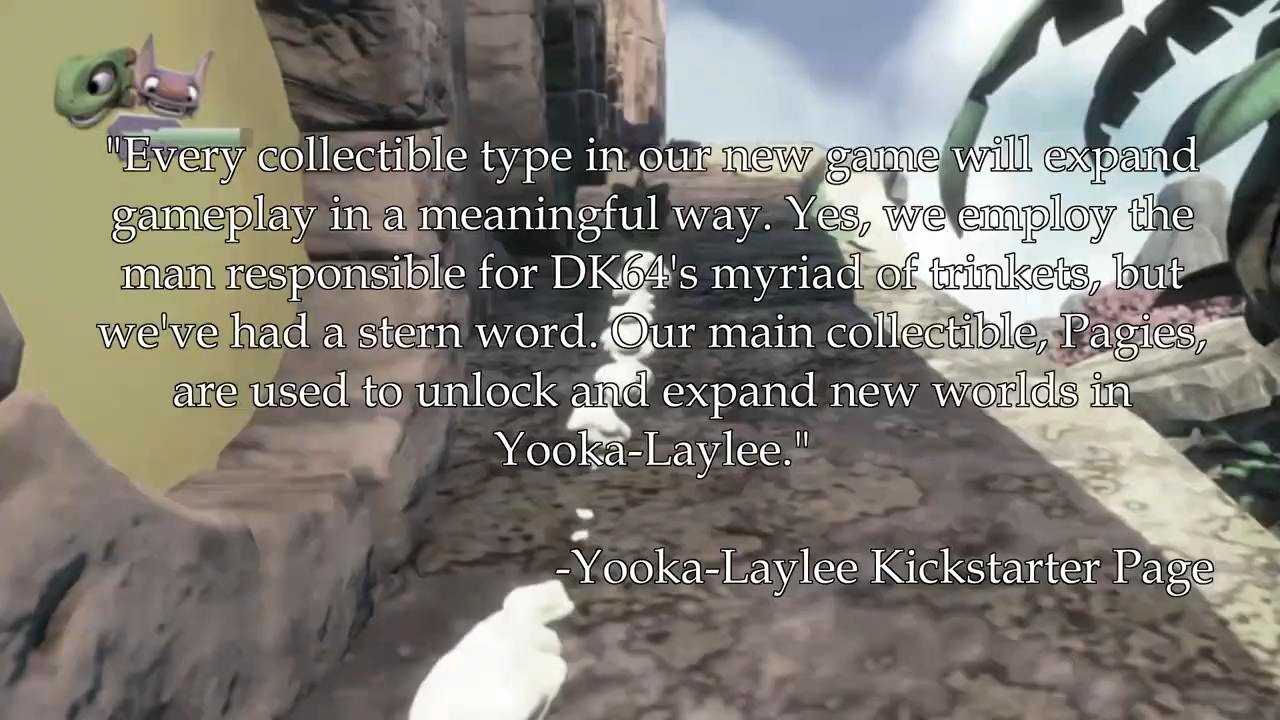 "Every collectible type in our new game will expand
gameplay in a meaningful way. Yes, we employ the
man responsible for DK64's myriad of trinkets, but
we've had a stern word. Our main collectible, Pagies,
are used to unlock and expand new worlds in
Yooka-Laylee."
-Yooka-Laylee Kickstarter Page